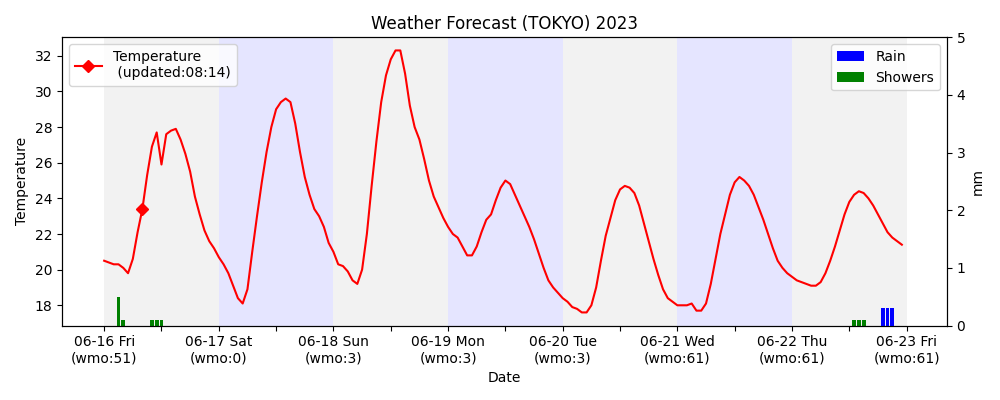 Weather Forecast (TOKYO) 2023
Temperature
(updated:08:14)
Rain
Showers
Temperature
32
30
28
26
24
22
20
18
5
4
3
2
1
0
mm
06-16 Fri
(wmo:51)
06-17 Sat
(wmo:0)
06-18 Sun
(wmo:3)
06-19 Mon
(wmo:3)
06-20 Tue
(wmo:3)
06-21 Wed
(wmo:61)
06-22 Thu
(wmo:61)
06-23 Fri
(wmo:61)
Date